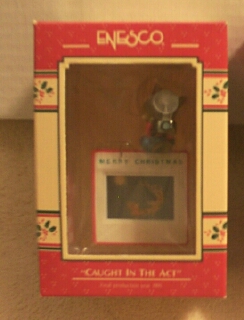 ENESCO
MERRY CHRISTMAS
"CAUGHT IN THE ACT"